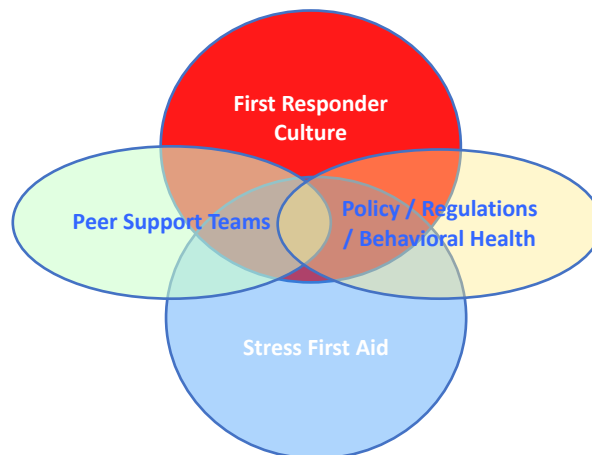 First Responder
Culture
Peer Support Teams
Policy / Regulations
/ Behavioral Health
Stress First Aid